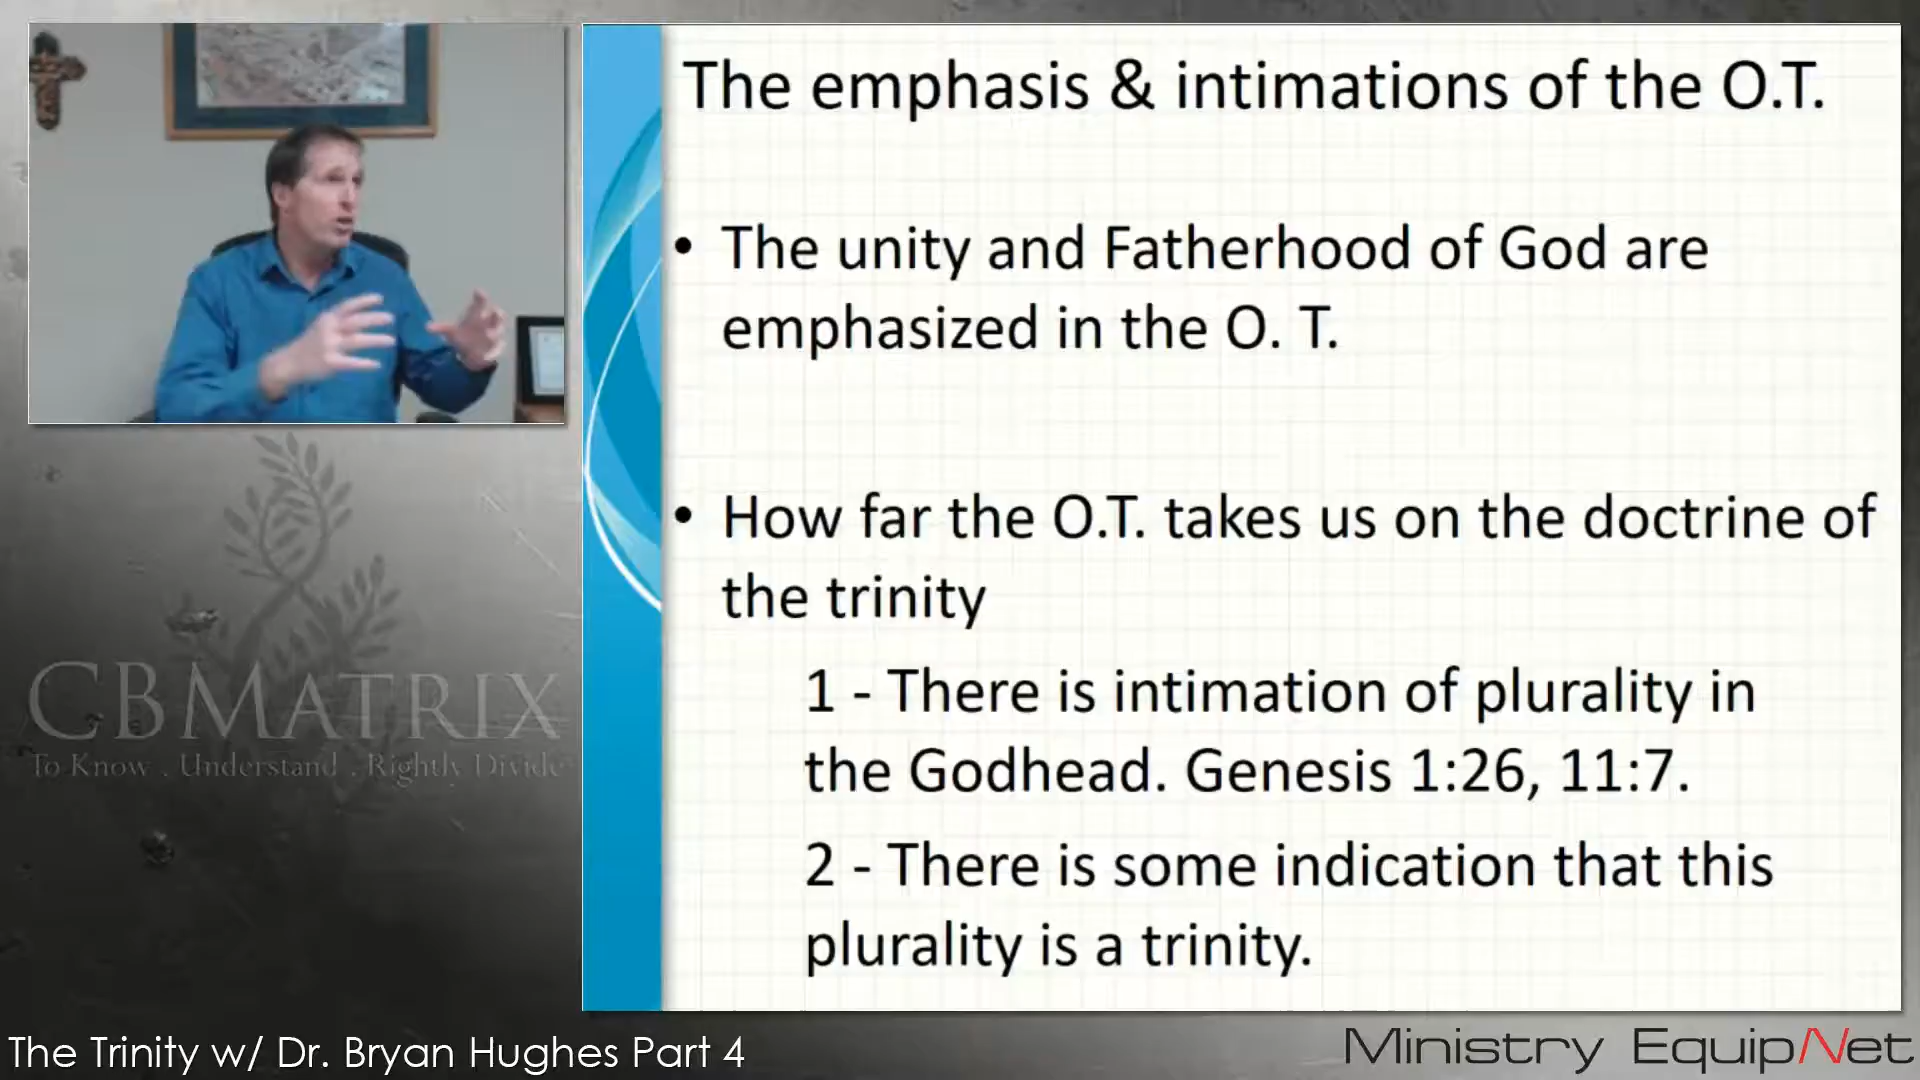 The emphasis & intimations of the O.T.
• The unity and Fatherhood of God are
emphasized in the O. T.
• How far the O.T. takes us on the doctrine of
the trinity
1 - There is intimation of plurality in
the Godhead. Genesis 1:26, 11:7.
2 - There is some indication that this
plurality is a trinity.
CBMATRIX
To Know . Understand . Rightly Divide
The Trinity w/ Dr. Bryan Hughes Part 4
Ministry EquipNet